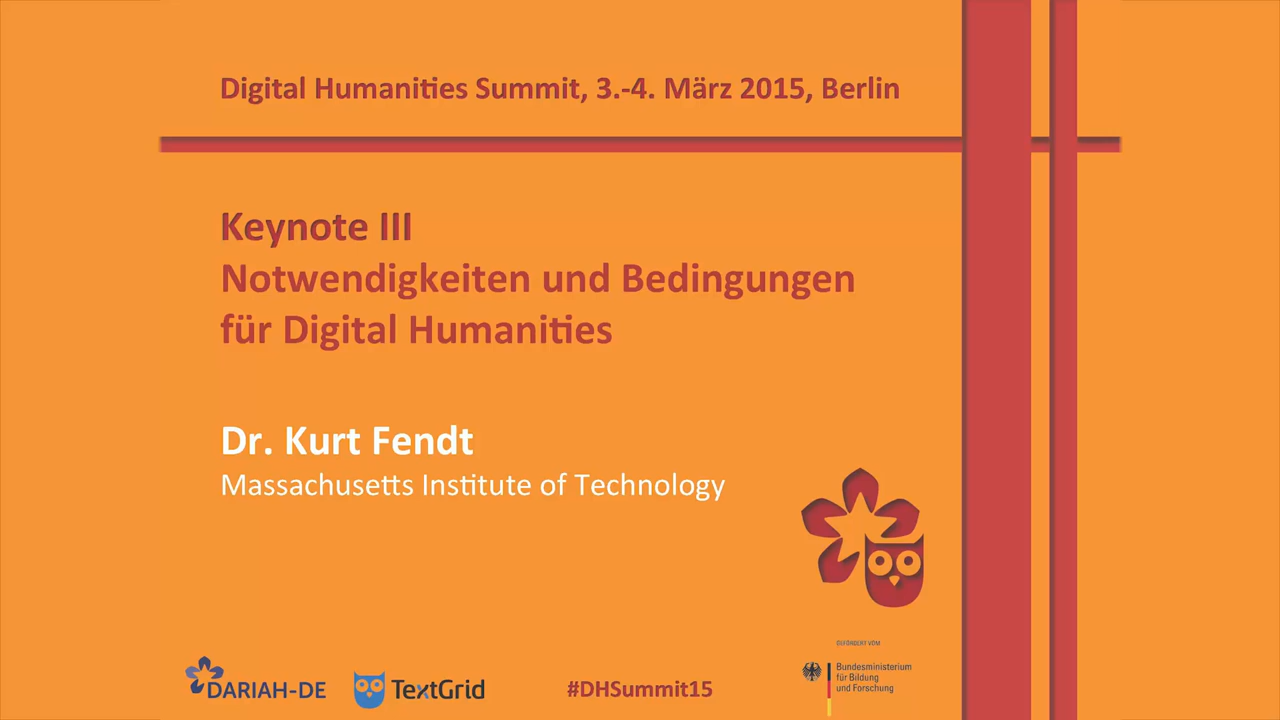 Digital Humanities Summit, 3.-4. März 2015, Berlin
Keynote III
Notwendigkeiten und Bedingungen
für Digital Humanities
Dr. Kurt Fendt
Massachusetts Institute of Technology
GEFÖRDERT VOM
DARIAH-DE
TextGrid
#DHSummit15
Bundesministerium
für Bildung
und Forschung